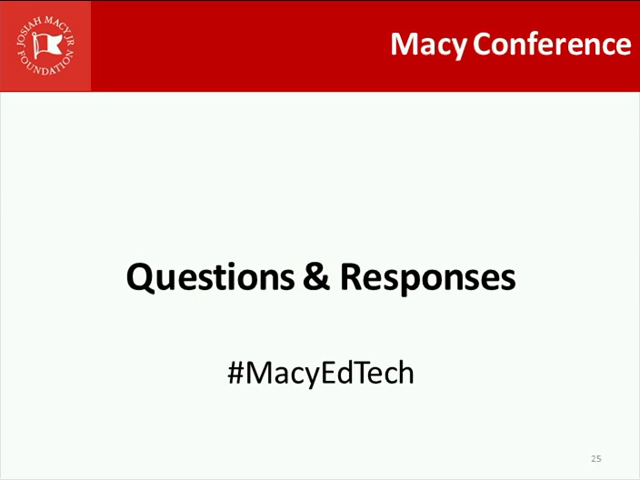 JOSIAH MACY JR
FOUNDATION
Macy Conference
Questions & Responses
#MacyEdTech
25